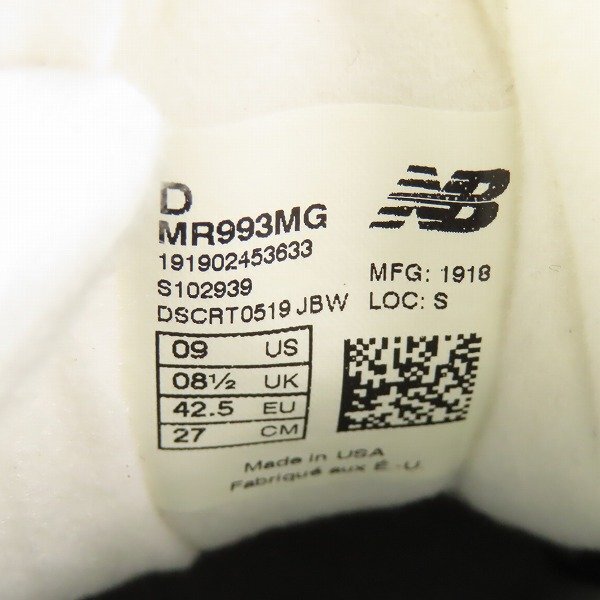 D
MR993MG
191902453633
S102939
DSCRT0519 JBW
NB
MFG: 1918
LOC: S
09 US
08½ UK
42.5 EU
27 CM
Made in USA
Fabriqué aux É.-U.